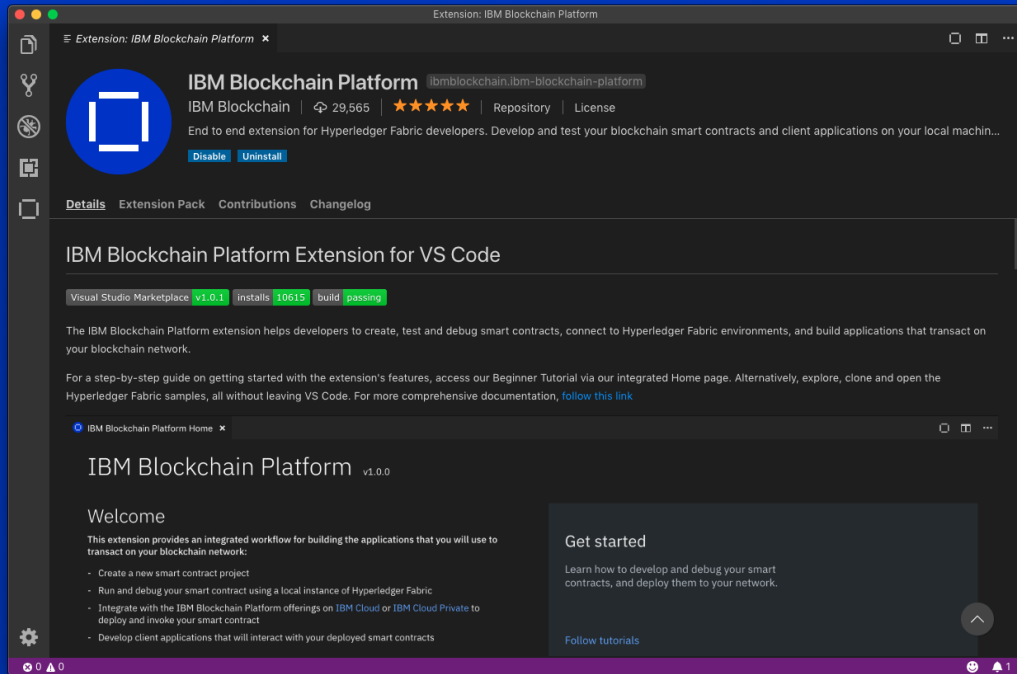 Extension: IBM Blockchain Platform
Extension: IBM Blockchain Platform ×
IBM Blockchain Platform ibmblockchain.ibm-blockchain-platform
IBM Blockchain 29,565 ★★★★★ Repository License
End to end extension for Hyperledger Fabric developers. Develop and test your blockchain smart contracts and client applications on your local machin...
Disable Uninstall
Details Extension Pack Contributions Changelog
IBM Blockchain Platform Extension for VS Code
Visual Studio Marketplace v1.0.1 installs 10615 build passing
The IBM Blockchain Platform extension helps developers to create, test and debug smart contracts, connect to Hyperledger Fabric environments, and build applications that transact on
your blockchain network.
For a step-by-step guide on getting started with the extension's features, access our Beginner Tutorial via our integrated Home page. Alternatively, explore, clone and open the
Hyperledger Fabric samples, all without leaving VS Code. For more comprehensive documentation, follow this link
IBM Blockchain Platform Home ×
IBM Blockchain Platform v1.0.0
Welcome
This extension provides an integrated workflow for building the applications that you will use to
transact on your blockchain network:
- Create a new smart contract project
- Run and debug your smart contract using a local instance of Hyperledger Fabric
- Integrate with the IBM Blockchain Platform offerings on IBM Cloud or IBM Cloud Private to
deploy and invoke your smart contract
- Develop client applications that will interact with your deployed smart contracts
Get started
Learn how to develop and debug your smart
contracts, and deploy them to your network.
Follow tutorials
0 0 1